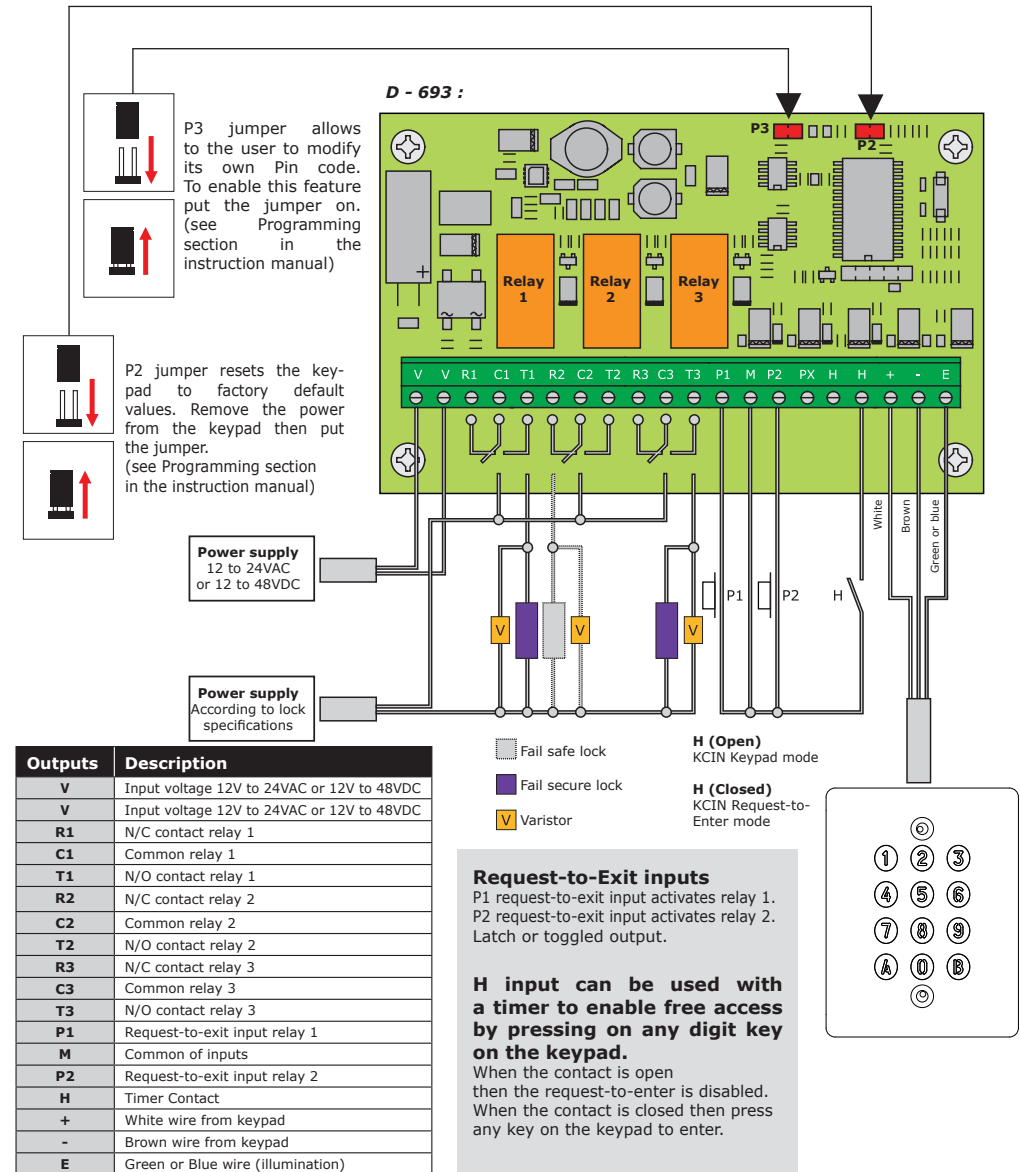 D - 693 :
P3 jumper allows
to the user to modify
its own Pin code.
To enable this feature
put the jumper on.
(see Programming
section in the
instruction manual)
P2 jumper resets the key-
pad to factory default
values. Remove the power
from the keypad then put
the jumper.
(see Programming section
in the instruction manual)
P3
P2
+
~ ~
Relay
1
Relay
2
Relay
3
V V R1 C1 T1 R2 C2 T2 R3 C3 T3 P1 M P2 PX H H + - E
White
Brown
Green or blue
Power supply
12 to 24VAC
or 12 to 48VDC
V
V
V
P1
P2
H
Power supply
According to lock
specifications
Fail safe lock
Fail secure lock
V Varistor
H (Open)
KCIN Keypad mode
H (Closed)
KCIN Request-to-
Enter mode
Outputs Description
V Input voltage 12V to 24VAC or 12V to 48VDC
V Input voltage 12V to 24VAC or 12V to 48VDC
R1 N/C contact relay 1
C1 Common relay 1
T1 N/O contact relay 1
R2 N/C contact relay 2
C2 Common relay 2
T2 N/O contact relay 2
R3 N/C contact relay 3
C3 Common relay 3
T3 N/O contact relay 3
P1 Request-to-exit input relay 1
M Common of inputs
P2 Request-to-exit input relay 2
H Timer Contact
+ White wire from keypad
- Brown wire from keypad
E Green or Blue wire (illumination)
Request-to-Exit inputs
P1 request-to-exit input activates relay 1.
P2 request-to-exit input activates relay 2.
Latch or toggled output.
H input can be used with
a timer to enable free access
by pressing on any digit key
on the keypad.
When the contact is open
then the request-to-enter is disabled.
When the contact is closed then press
any key on the keypad to enter.
1 2 3
4 5 6
7 8 9
A 0 B